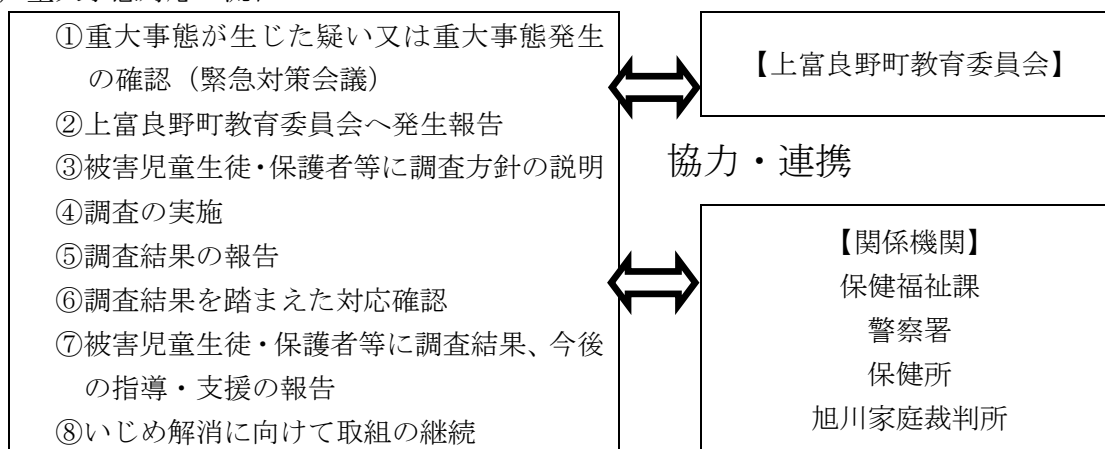 ①重大事態が生じた疑い又は重大事態発生
の確認（緊急対策会議）
②上富良野町教育委員会へ発生報告
③被害児童生徒・保護者等に調査方針の説明
④調査の実施
⑤調査結果の報告
⑥調査結果を踏まえた対応確認
⑦被害児童生徒・保護者等に調査結果、今後
の指導・支援の報告
⑧いじめ解消に向けて取組の継続
【上富良野町教育委員会】
協力・連携
【関係機関】
保健福祉課
警察署
保健所
旭川家庭裁判所